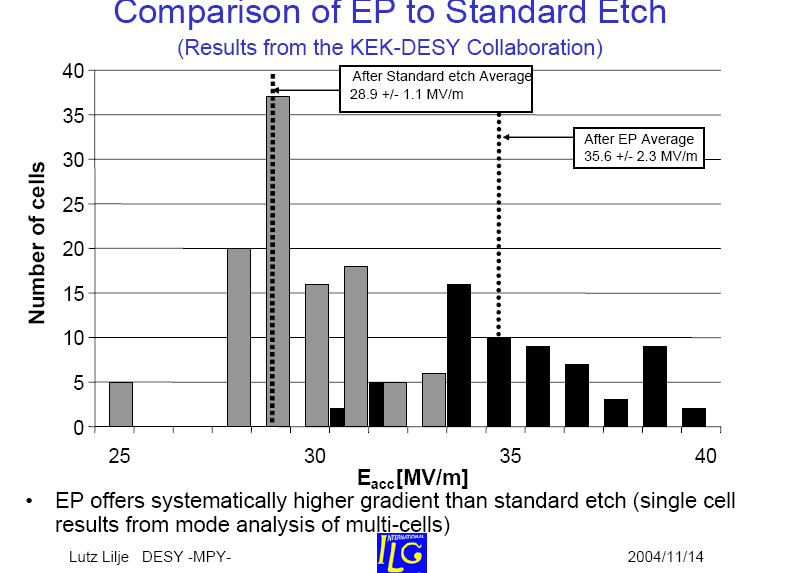 Comparison of EP to Standard Etch
(Results from the KEK-DESY Collaboration)
After Standard etch Average
28.9 +/- 1.1 MV/m
After EP Average
35.6 +/- 2.3 MV/m
Number of cells
40
35
30
25
20
15
10
5
0
25 30 35 40
Eacc [MV/m]
• EP offers systematically higher gradient than standard etch (single cell
results from mode analysis of multi-cells)
Lutz Lilje DESY -MPY-
INTERNATIONAL
ILC
2004/11/14